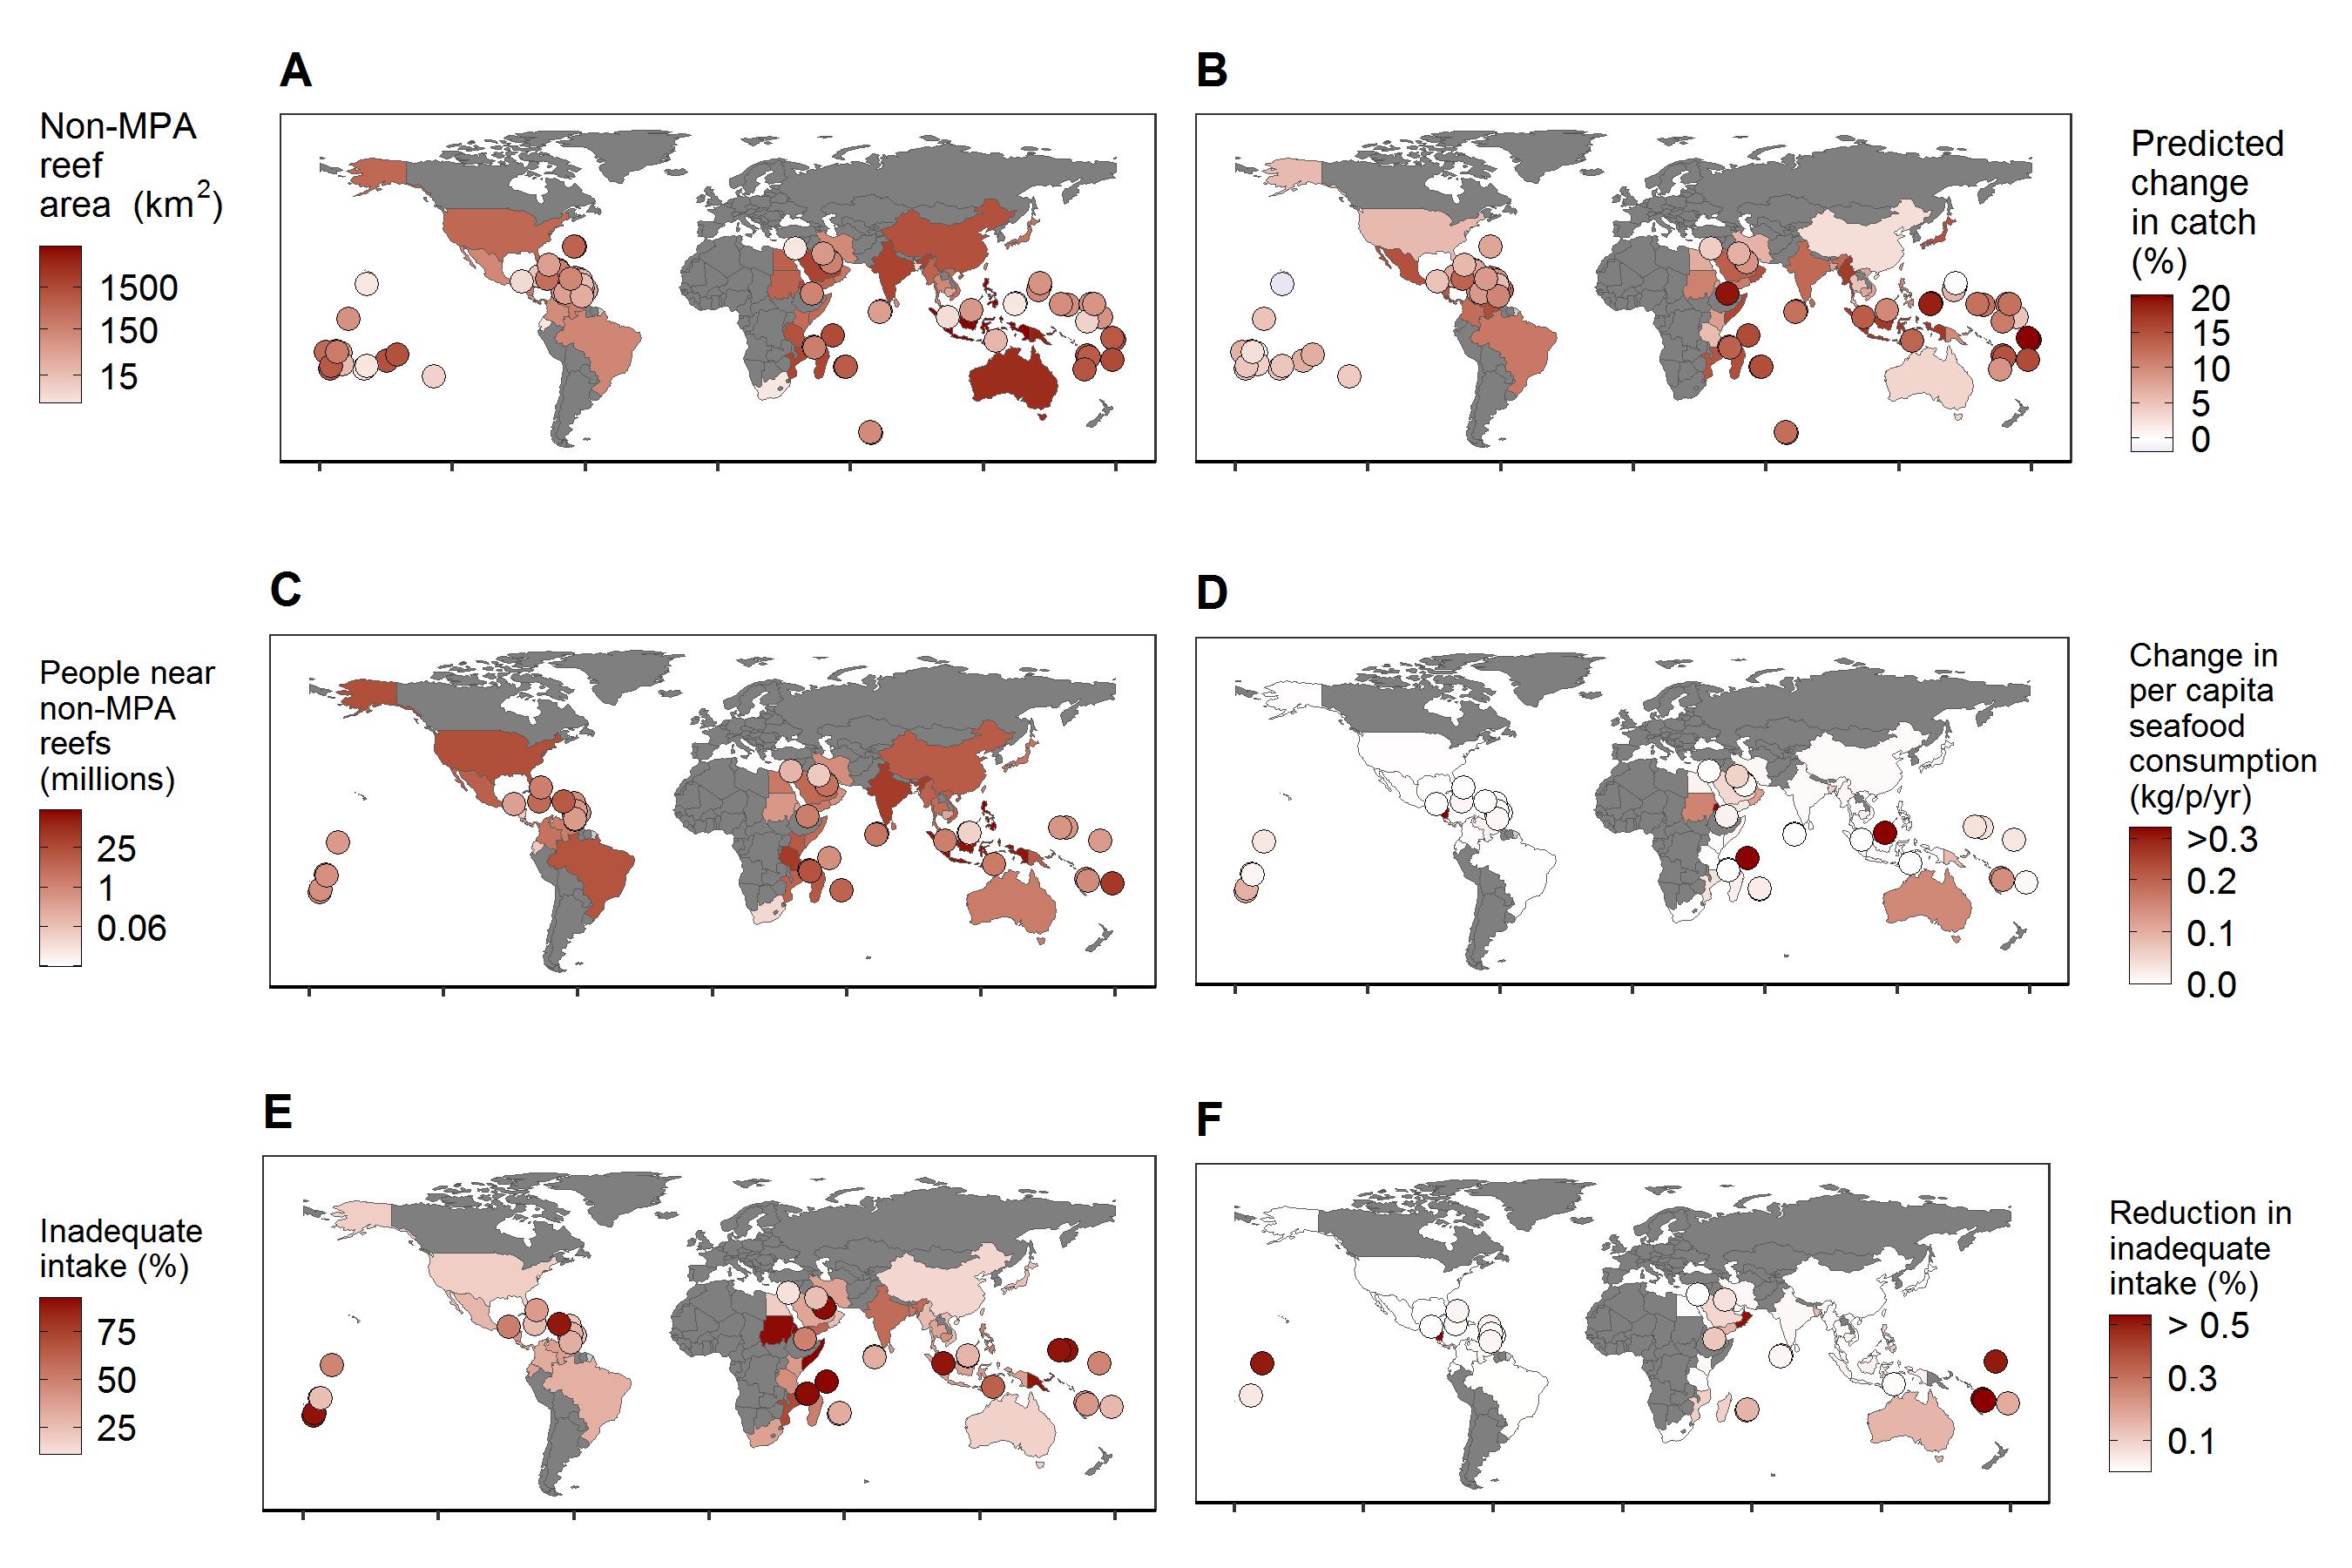 A
Non-MPA
reef
area (km2)
1500
150
15
B
Predicted
change
in catch
(%)
20
15
10
5
0
C
People near
non-MPA
reefs
(millions)
25
1
0.06
D
Change in
per capita
seafood
consumption
(kg/p/yr)
>0.3
0.2
0.1
0.0
E
Inadequate
intake (%)
75
50
25
F
Reduction in
inadequate
intake (%)
> 0.5
0.3
0.1